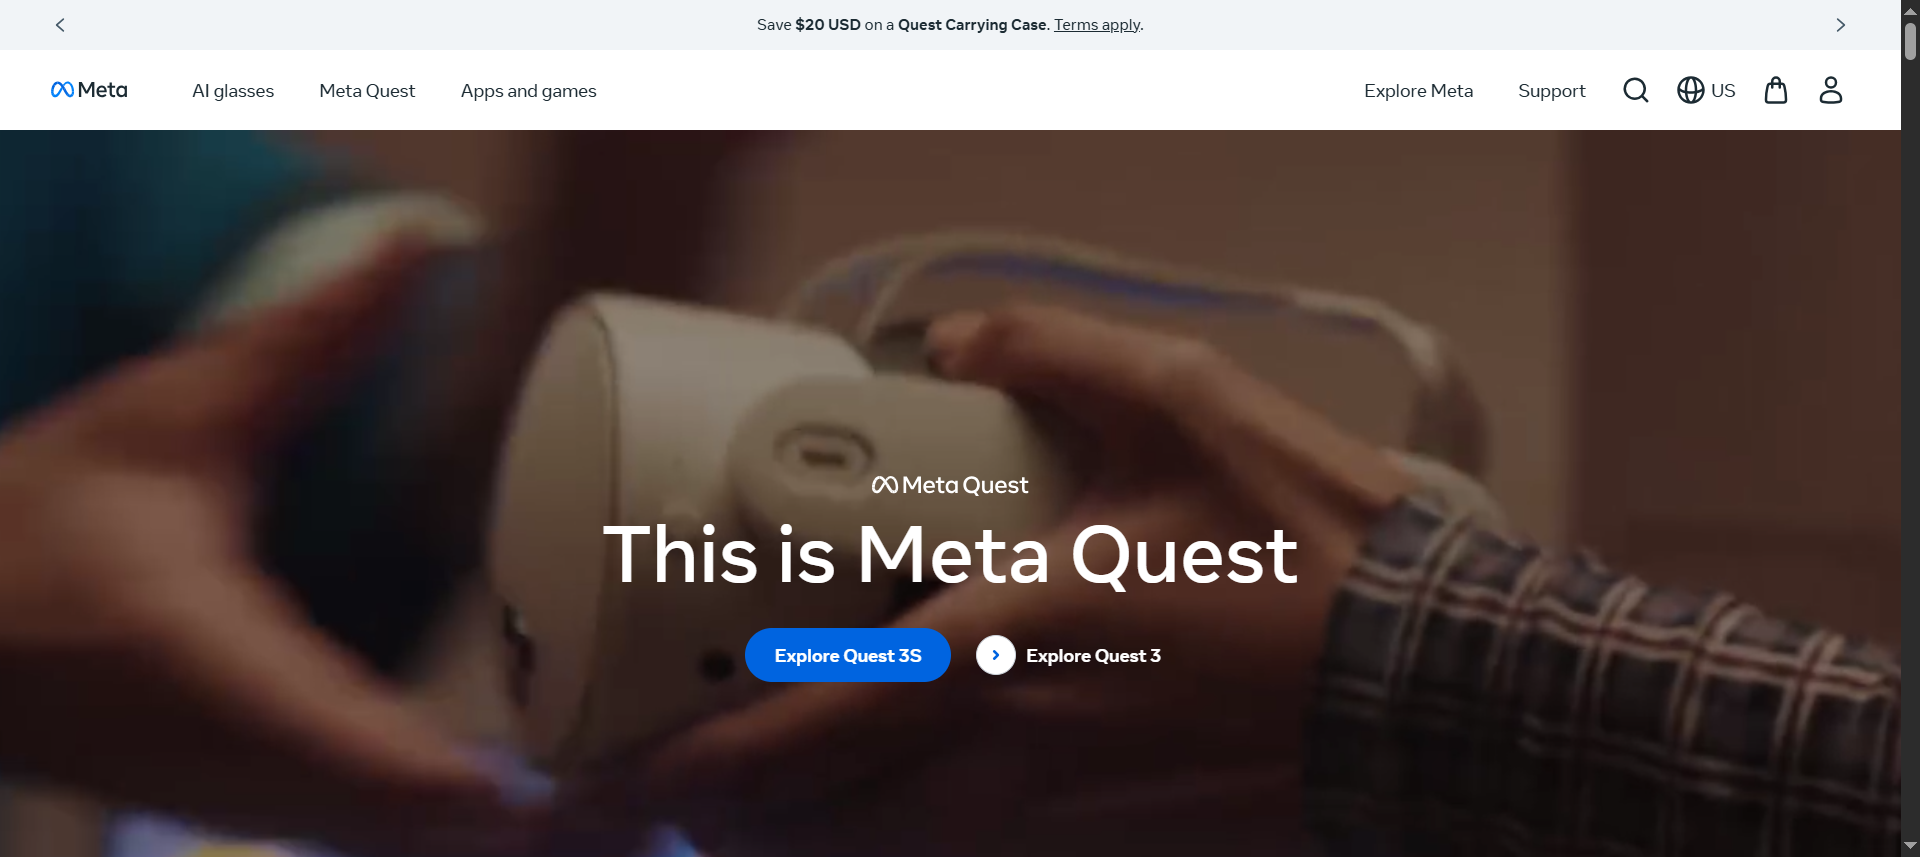 Save $20 USD on a Quest Carrying Case. Terms apply.
Meta AI glasses Meta Quest Apps and games Explore Meta Support US
Meta Quest
This is Meta Quest
Explore Quest 3S Explore Quest 3